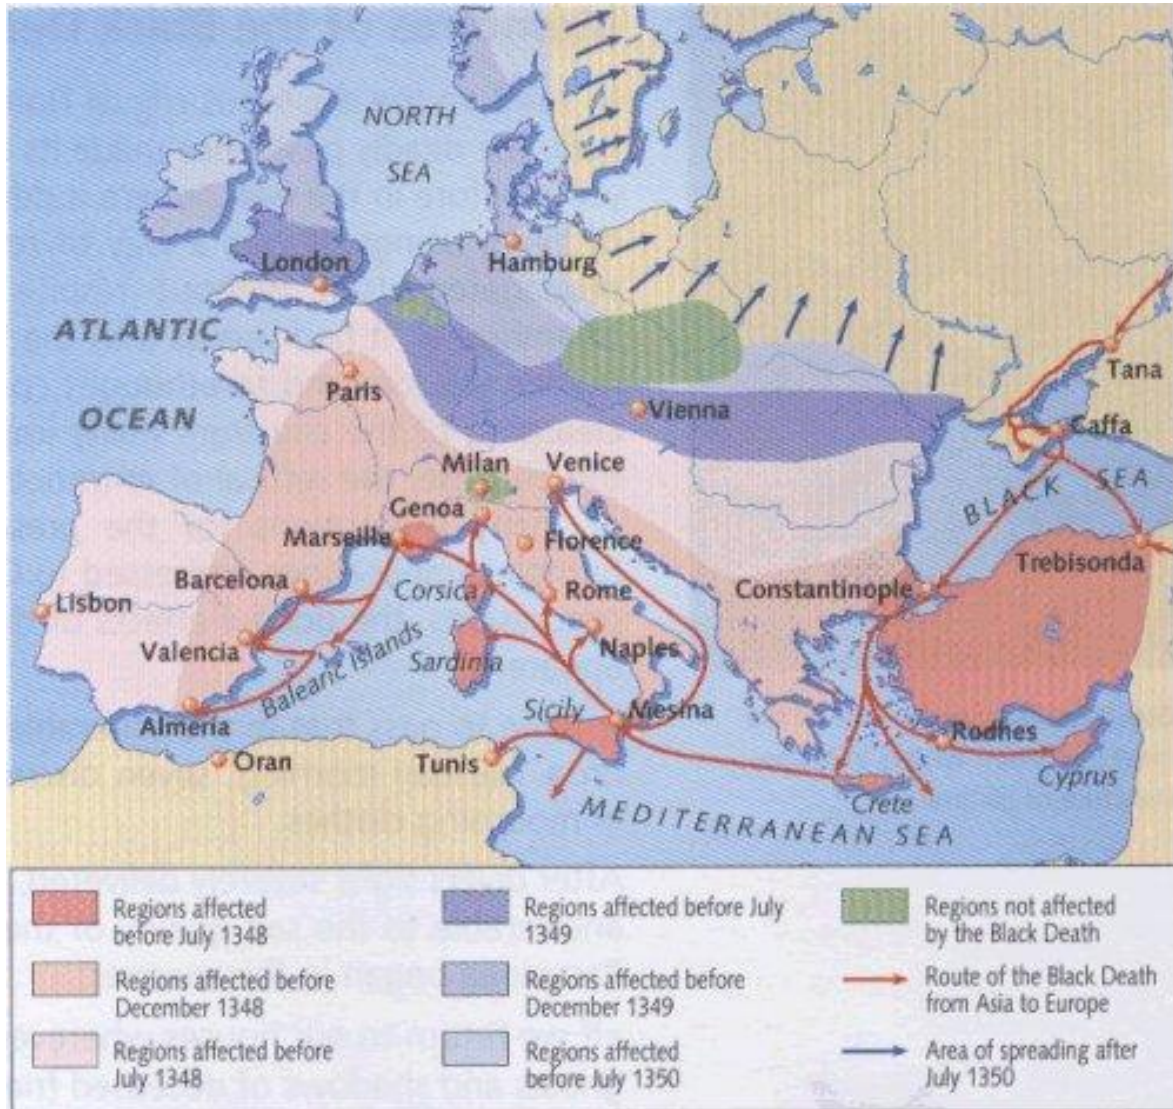 NORTH
SEA
London
Hamburg
ATLANTIC
OCEAN
Paris
Vienna
Tana
Caffa
Milan
Venice
BLACK SEA
Genoa
Marseille
Florence
Trebisonda
Barcelona
Corsica
Rome
Constantinople
Lisbon
Valencia
Balearic Islands
Sardinia
Naples
Almeria
Sicily
Mesina
Rodhes
Oran
Tunis
Crete
Cyprus
MEDITERRANEAN SEA
Regions affected
before July 1348
Regions affected before
December 1348
Regions affected before
July 1348
Regions affected before July
1349
Regions affected before
December 1349
Regions affected
before July 1350
Regions not affected
by the Black Death
Route of the Black Death
from Asia to Europe
Area of spreading after
July 1350